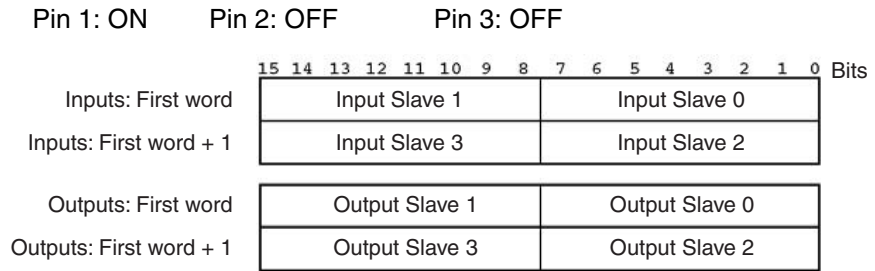 Pin 1: ON Pin 2: OFF Pin 3: OFF
15 14 13 12 11 10 9 8 7 6 5 4 3 2 1 0 Bits
Inputs: First word Input Slave 1 Input Slave 0
Inputs: First word + 1 Input Slave 3 Input Slave 2
Outputs: First word Output Slave 1 Output Slave 0
Outputs: First word + 1 Output Slave 3 Output Slave 2